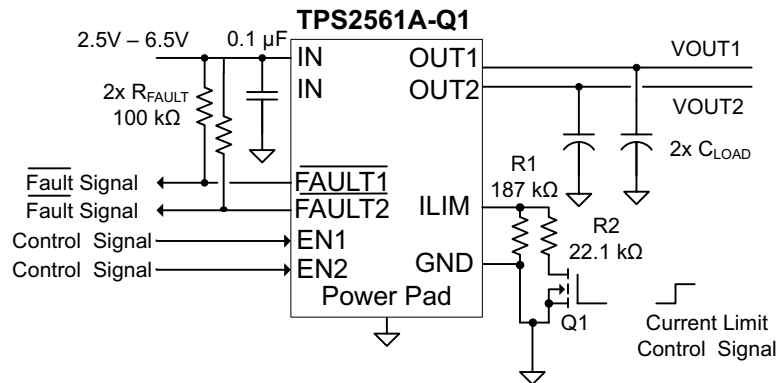 TPS2561A-Q1
2.5V – 6.5V
0.1 µF
IN
IN
OUT1
OUT2
VOUT1
VOUT2
2x RFAULT
100 kΩ
2x CLOAD
R1
187 kΩ
Fault Signal
Fault Signal
Control Signal
Control Signal
FAULT1
FAULT2
EN1
EN2
ILIM
GND
Power Pad
R2
22.1 kΩ
Q1
Current Limit
Control Signal